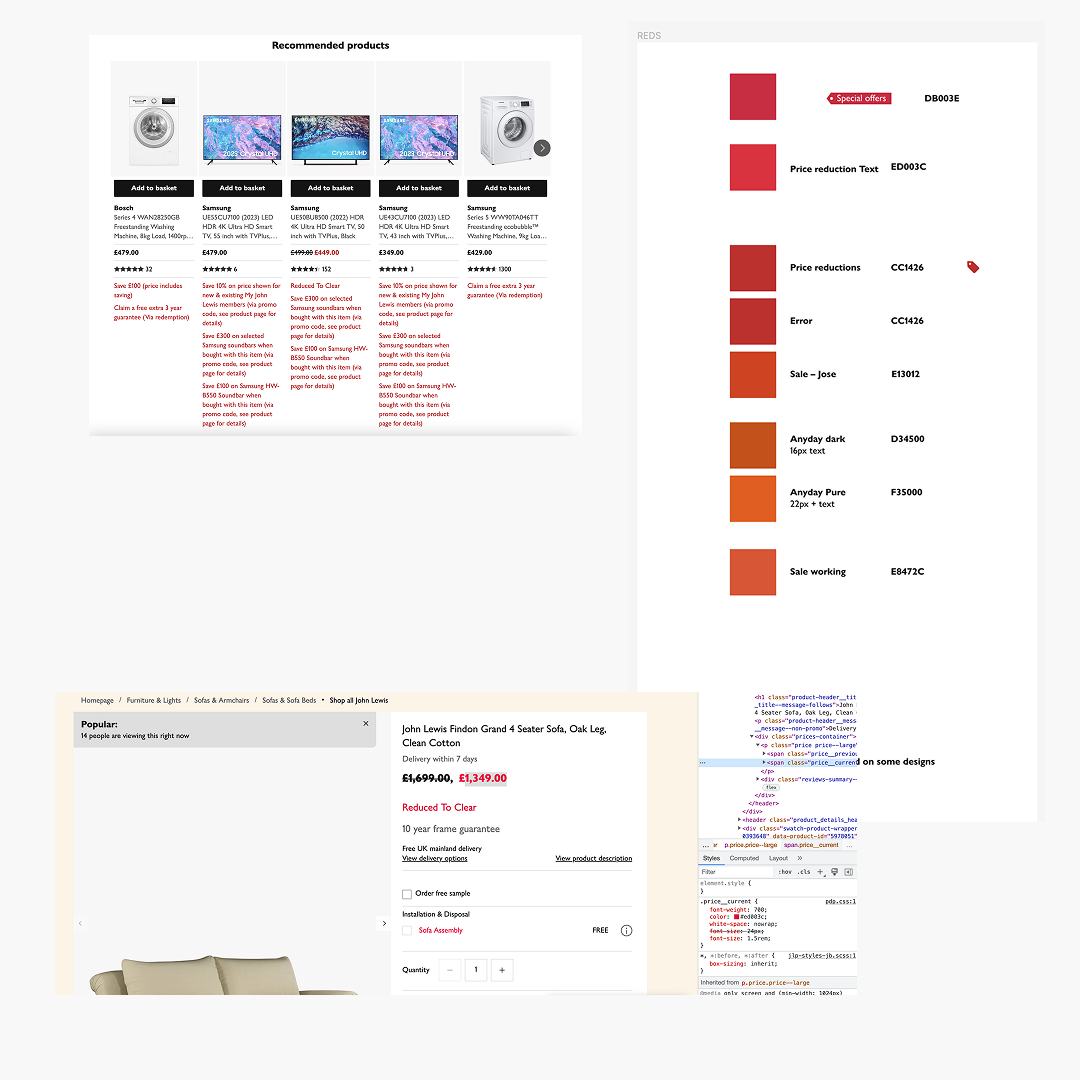 Recommended products
SAMSUNG
2023 Crystal UHD
SAMSUNG
Crystal UHD
SAMSUNG
2023 Crystal UHD
Add to basket
Add to basket
Add to basket
Add to basket
Add to basket
Bosch
Series 4 WAN28250GB
Freestanding Washing
Machine, 8kg Load, 1400rp...
£479.00
32
Save £100 (price includes
saving)
Claim a free extra 3 year
guarantee (Via redemption)
Samsung
UE55CU7100 (2023) LED
HDR 4K Ultra HD Smart
TV, 55 inch with TVPlus,...
£479.00
6
Save 10% on price shown for
new & existing My John
Lewis members (via promo
code, see product page for
details)
Save £300 on selected
Samsung soundbars when
bought with this item (via
promo code, see product
page for details)
Save £100 on Samsung HW-
B550 Soundbar when
bought with this item (via
promo code, see product
page for details)
Samsung
UE50BU8500 (2022) HDR
4K Ultra HD Smart TV, 50
inch with TVPlus, Black
£499.00 £449.00
152
Reduced To Clear
Save £300 on selected
Samsung soundbars when
bought with this item (via
promo code, see product
page for details)
Save £100 on Samsung HW-
B550 Soundbar when
bought with this item (via
promo code, see product
page for details)
Samsung
UE43CU7100 (2023) LED
HDR 4K Ultra HD Smart
TV, 43 inch with TVPlus,...
£349.00
3
Save 10% on price shown for
new & existing My John
Lewis members (via promo
code, see product page for
details)
Save £300 on selected
Samsung soundbars when
bought with this item (via
promo code, see product
page for details)
Save £100 on Samsung HW-
B550 Soundbar when
bought with this item (via
promo code, see product
page for details)
Samsung
Series 5 WW90TA046TT
Freestanding ecobubble™
Washing Machine, 9kg Loa...
£429.00
1300
Claim a free extra 3 year
guarantee (Via redemption)
REDS
Special offers DB003E
Price reduction Text ED003C
Price reductions CC1426
Error CC1426
Sale – Jose E13012
Anyday dark D34500
16px text
Anyday Pure F35000
22px + text
Sale working E8472C
Homepage / Furniture & Lights / Sofas & Armchairs / Sofas & Sofa Beds • Shop all John Lewis
Popular:
14 people are viewing this right now
John Lewis Findon Grand 4 Seater Sofa, Oak Leg,
Clean Cotton
Delivery within 7 days
£1,699.00, £1,349.00
Reduced To Clear
10 year frame guarantee
Free UK mainland delivery
View delivery options View product description
Order free sample
Installation & Disposal
Sofa Assembly FREE
Quantity − 1 +
<h1 class="product-header__tit
_title--message-follows">John
4 Seater Sofa, Oak Leg, Clean
<p class="product-header__mess
__message--non-promo">Delivery
<div class="prices-container">
<p class="price price--large"
<span class="price__previou
<span class="price__current
d on some designs
</p>
<div class="reviews-summary-
flex
</div>
</header>
</div>
<header class="product_details_hea
<div class="swatch-product-wrapper
0393648" data-product-id="5978051"
... ir p.price.price--large span.price__current ...
Styles Computed Layout »
Filter :hov .cls +
element.style {
}
.price__current { pdp.css:1
font-weight: 700;
color: #ed003c;
white-space: nowrap;
font-size: 24px;
font-size: 1.5rem;
}
*, *:before, *:after { jlp-styles-jb.scss:1
box-sizing: inherit;
}
Inherited from p.price.price--large
@media only screen and (min-width: 1024px)